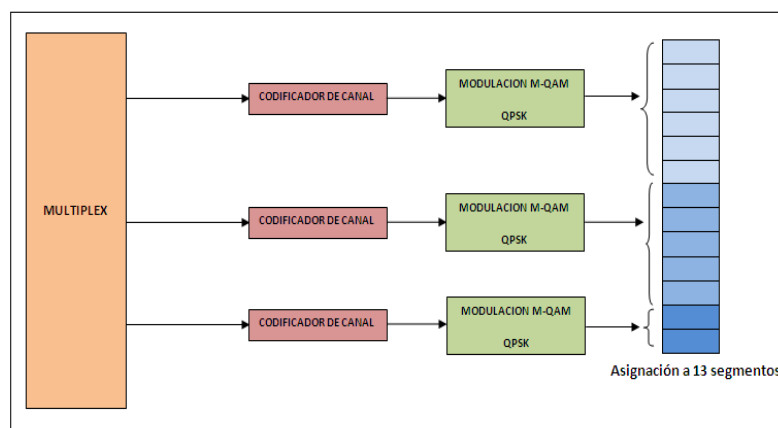 CODIFICADOR DE CANAL
MODULACION M-QAM
QPSK
MULTIPLEX
CODIFICADOR DE CANAL
MODULACION M-QAM
QPSK
CODIFICADOR DE CANAL
MODULACION M-QAM
QPSK
Asignación a 13 segmentos